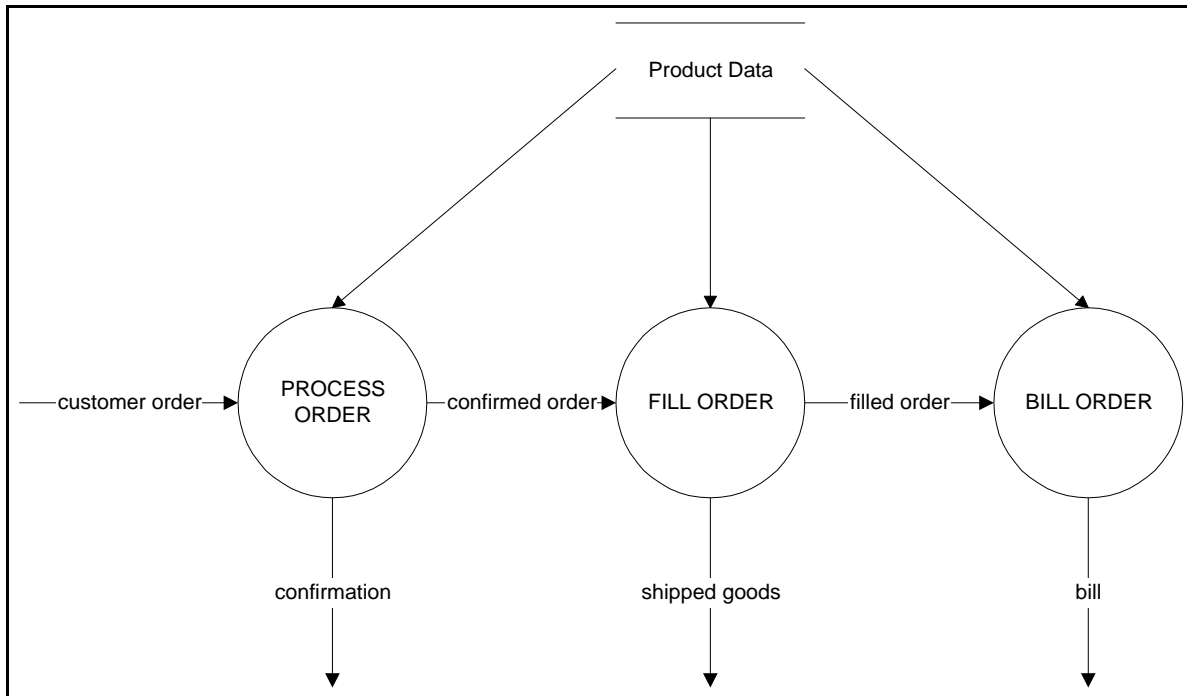 Product Data
customer order
PROCESS
ORDER
confirmed order
FILL ORDER
filled order
BILL ORDER
confirmation
shipped goods
bill